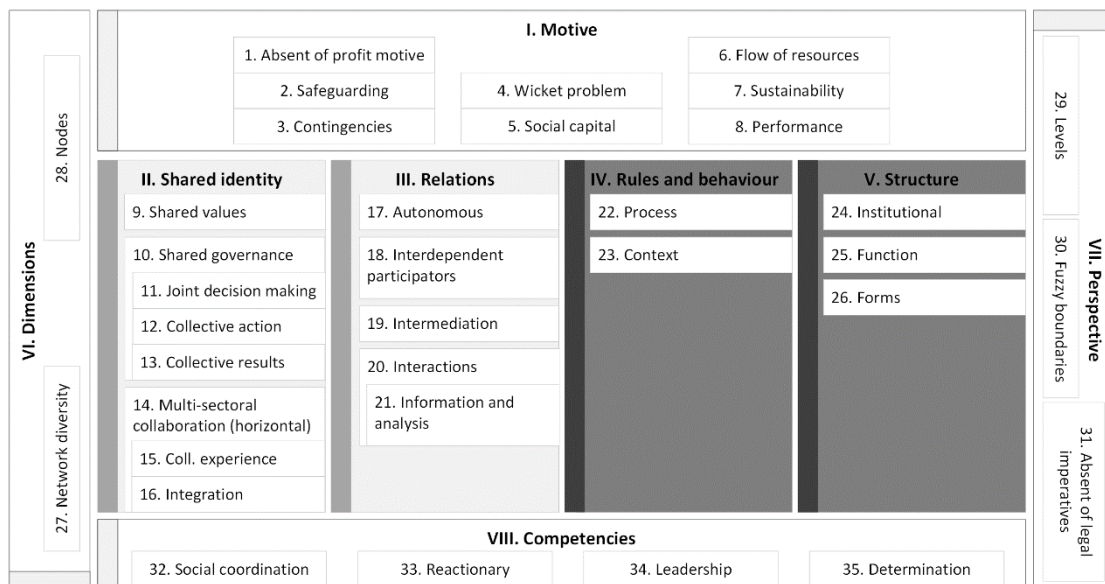 I. Motive
1. Absent of profit motive
2. Safeguarding
3. Contingencies
4. Wicket problem
5. Social capital
6. Flow of resources
7. Sustainability
8. Performance
VI. Dimensions
28. Nodes
27. Network diversity
II. Shared identity
9. Shared values
10. Shared governance
11. Joint decision making
12. Collective action
13. Collective results
14. Multi-sectoral
collaboration (horizontal)
15. Coll. experience
16. Integration
III. Relations
17. Autonomous
18. Interdependent
participators
19. Intermediation
20. Interactions
21. Information and
analysis
IV. Rules and behaviour
22. Process
23. Context
V. Structure
24. Institutional
25. Function
26. Forms
VII. Perspective
29. Levels
30. Fuzzy boundaries
31. Absent of legal
imperatives
VIII. Competencies
32. Social coordination
33. Reactionary
34. Leadership
35. Determination